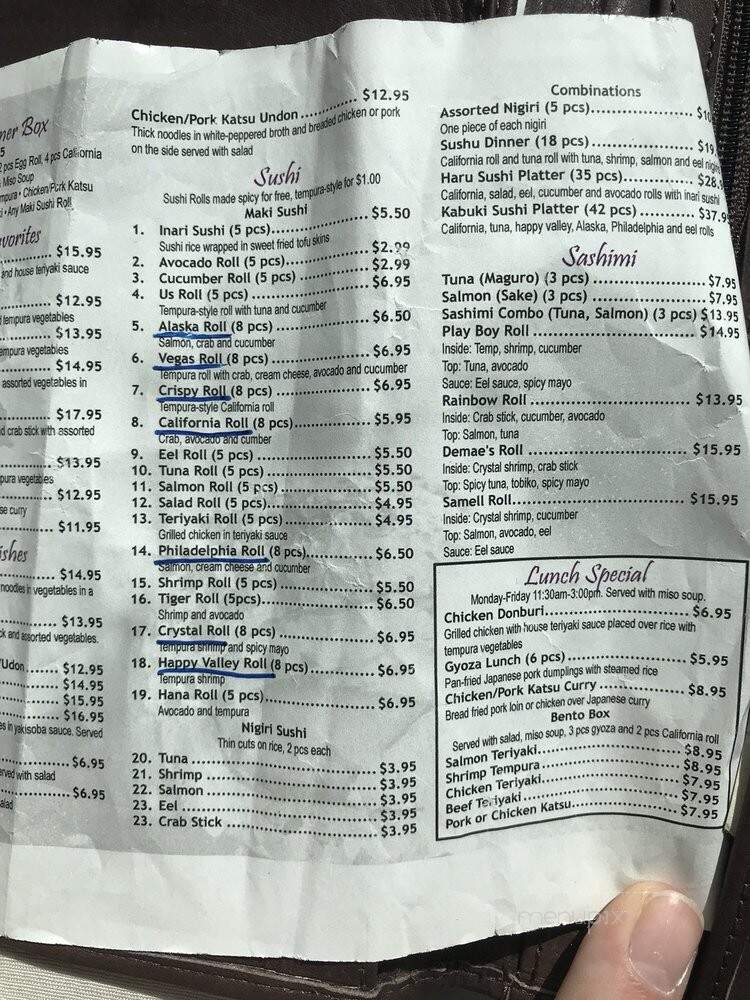 ner Box
5
2 pcs Egg Roll, 4 pcs California
Miso Soup
mpura • Chicken/Pork Katsu
• Any Maki Sushi Roll
vorites
$15.95
and house teriyaki sauce
$12.95
tempura vegetables
$13.95
empura vegetables
$14.95
assorted vegetables in
$17.95
d crab stick with assorted
$13.95
pura vegetables
$12.95
se curry
$11.95
ishes
$14.95
noodles in vegetables in a
$13.95
ck and assorted vegetables.
Udon.... $12.95
$14.95
$15.95
$16.95
es in yakisoba sauce. Served
$6.95
rved with salad
$6.95
alad
Chicken/Pork Katsu Undon .......... $12.95
Thick noodles in white-peppered broth and breaded chicken or pork
on the side served with salad
Sushi
Sushi Rolls made spicy for free, tempura-style for $1.00
Maki Sushi
1. Inari Sushi (5 pcs)................ $5.50
Sushi rice wrapped in sweet fried tofu skins
2. Avocado Roll (5 pcs)................ $2.99
3. Cucumber Roll (5 pcs) ............. $2.99
4. Us Roll (5 pcs) ....................... $6.95
Tempura-style roll with tuna and cucumber
5. Alaska Roll (8 pcs)................... $6.50
Salmon, crab and cucumber
6. Vegas Roll (8 pcs) ................... $6.95
Tempura roll with crab, cream cheese, avocado and cucumber
7. Crispy Roll (8 pcs) ................... $6.95
Tempura-style California roll
8. California Roll (8 pcs)............... $5.95
Crab, avocado and cumber
9. Eel Roll (5 pcs) ....................... $5.50
10. Tuna Roll (5 pcs) .................... $5.50
11. Salmon Roll (5 pcs) ................. $5.50
12. Salad Roll (5 pcs).................... $4.95
13. Teriyaki Roll (5 pcs) ................ $4.95
Grilled chicken in teriyaki sauce
14. Philadelphia Roll (8 pcs)............ $6.50
Salmon, cream cheese and cucumber
15. Shrimp Roll (5 pcs) .................. $5.50
16. Tiger Roll (5pcs)...................... $6.50
Shrimp and avocado
17. Crystal Roll (8 pcs) .................. $6.95
Tempura shrimp and spicy mayo
18. Happy Valley Roll (8 pcs)........... $6.95
Tempura shrimp
19. Hana Roll (5 pcs)..................... $6.95
Avocado and tempura
Nigiri Sushi
Thin cuts on rice, 2 pcs each
20. Tuna .................................. $3.95
21. Shrimp ............................... $3.95
22. Salmon ............................... $3.95
23. Eel .................................... $3.95
23. Crab Stick ........................... $3.95
Combinations
Assorted Nigiri (5 pcs).................. $10
One piece of each nigiri
Sushu Dinner (18 pcs) ................... $19.
California roll and tuna roll with tuna, shrimp, salmon and eel nigiri
Haru Sushi Platter (35 pcs)............. $28.
California, salad, eel, cucumber and avocado rolls with inari sushi
Kabuki Sushi Platter (42 pcs) .......... $37.9
California, tuna, happy valley, Alaska, Philadelphia and eel rolls
Sashimi
Tuna (Maguro) (3 pcs) .................. $7.95
Salmon (Sake) (3 pcs) ................... $7.95
Sashimi Combo (Tuna, Salmon) (3 pcs) $13.95
Play Boy Roll ............................. $14.95
Inside: Temp, shrimp, cucumber
Top: Tuna, avocado
Sauce: Eel sauce, spicy mayo
Rainbow Roll .............................. $13.95
Inside: Crab stick, cucumber, avocado
Top: Salmon, tuna
Demae's Roll .............................. $15.95
Inside: Crystal shrimp, crab stick
Top: Spicy tuna, tobiko, spicy mayo
Samell Roll................................. $15.95
Inside: Crystal shrimp, cucumber
Top: Salmon, avocado, eel
Sauce: Eel sauce
Lunch Special
Monday-Friday 11:30am-3:00pm. Served with miso soup.
Chicken Donburi.......................... $6.95
Grilled chicken with house teriyaki sauce placed over rice with
tempura vegetables
Gyoza Lunch (6 pcs) ..................... $5.95
Pan-fried Japanese pork dumplings with steamed rice
Chicken/Pork Katsu Curry............... $8.95
Bread fried pork loin or chicken over Japanese curry
Bento Box
Served with salad, miso soup, 3 pcs gyoza and 2 pcs California roll
Salmon Teriyaki........................... $8.95
Shrimp Tempura.......................... $8.95
Chicken Teriyaki.......................... $7.95
Beef Teriyaki.............................. $7.95
Pork or Chicken Katsu................... $7.95
menupix